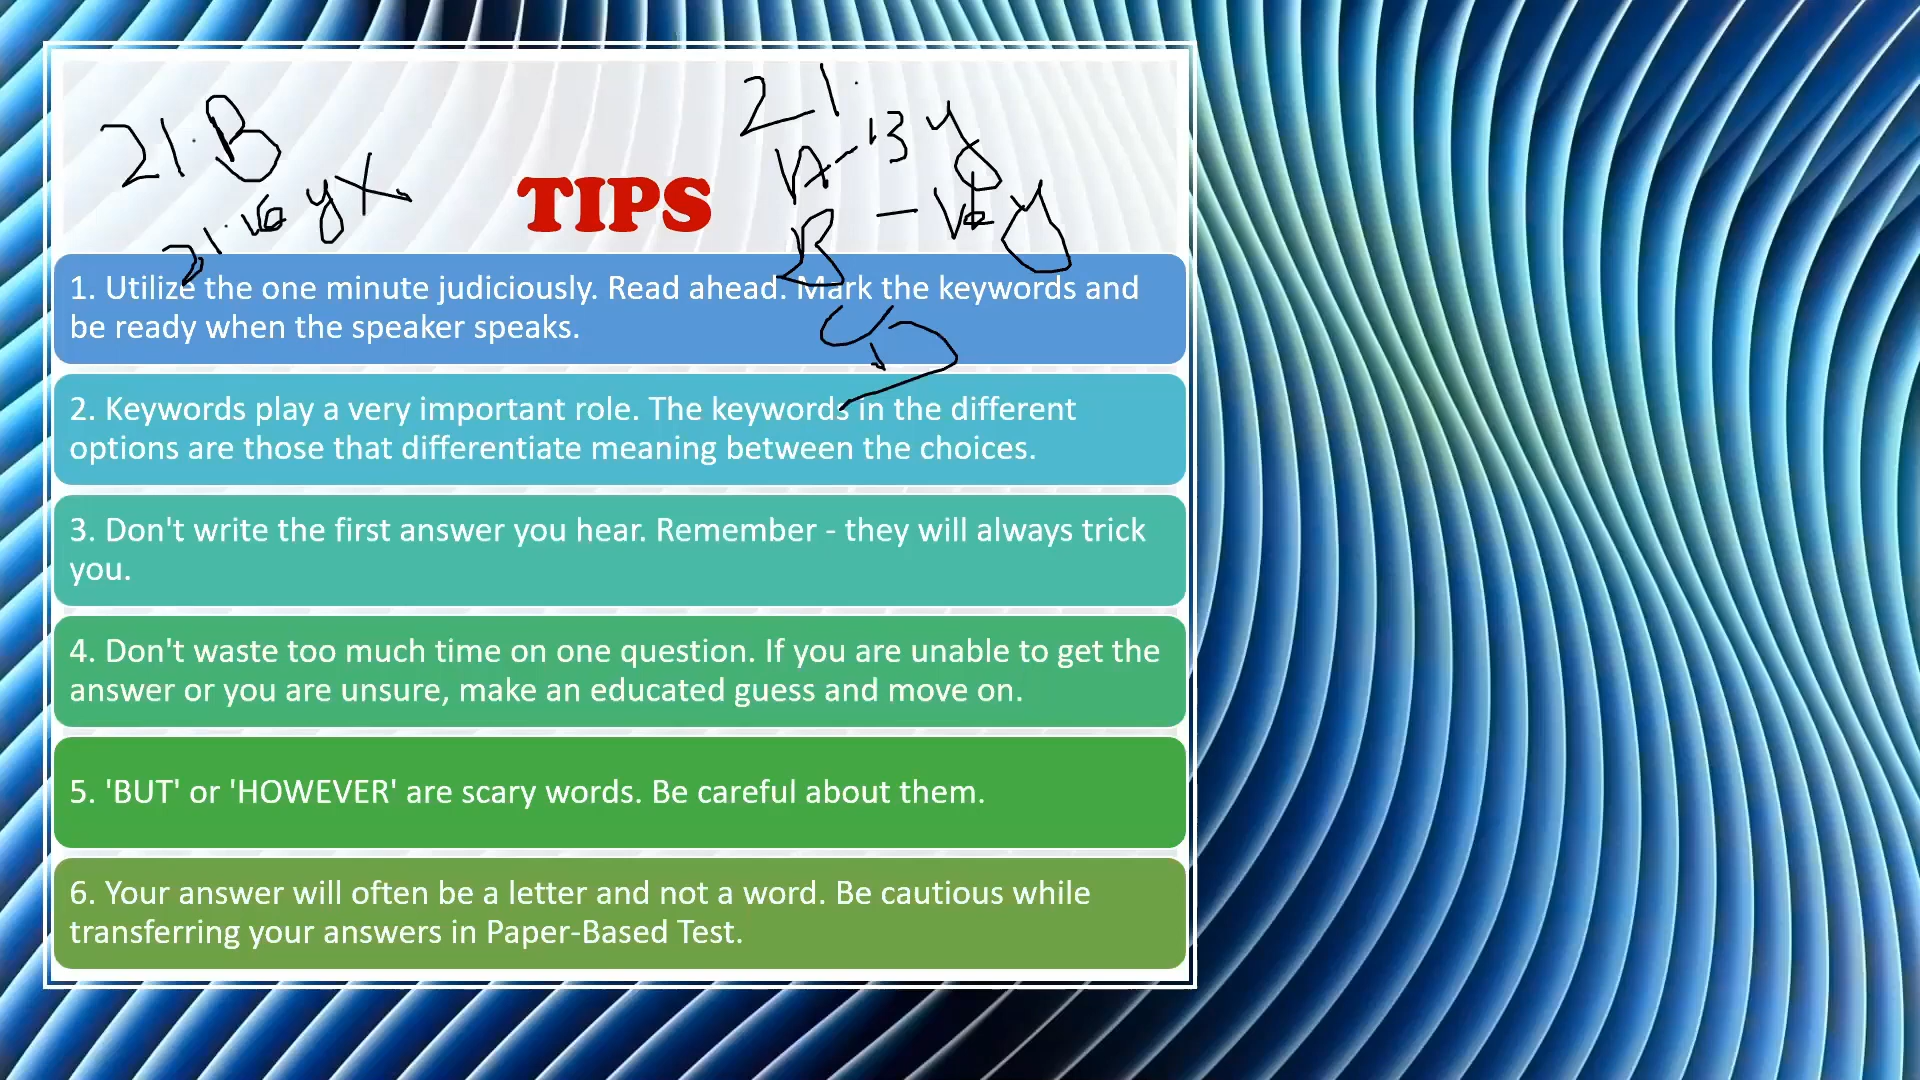 21.
21.B
A - 13 y
TIPS
B - 16 y
21. 16 y X
1. Utilize the one minute judiciously. Read ahead. Mark the keywords and
be ready when the speaker speaks.
2. Keywords play a very important role. The keywords in the different
options are those that differentiate meaning between the choices.
3. Don't write the first answer you hear. Remember - they will always trick
you.
4. Don't waste too much time on one question. If you are unable to get the
answer or you are unsure, make an educated guess and move on.
5. 'BUT' or 'HOWEVER' are scary words. Be careful about them.
6. Your answer will often be a letter and not a word. Be cautious while
transferring your answers in Paper-Based Test.